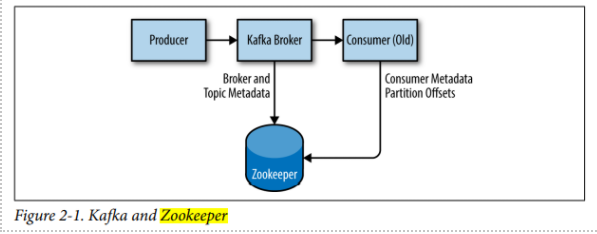 Producer
Kafka Broker
Consumer (Old)
Broker and
Topic Metadata
Consumer Metadata
Partition Offsets
Zookeeper
Figure 2-1. Kafka and Zookeeper